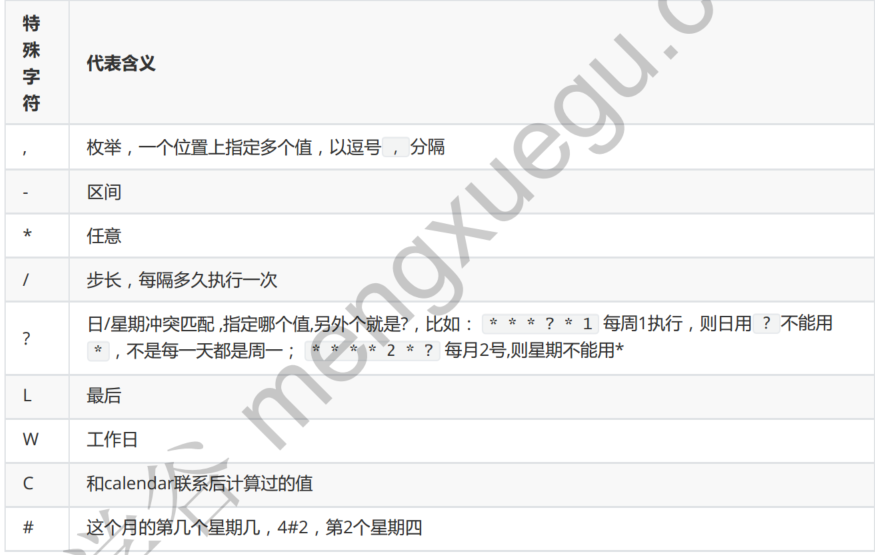 特
殊
字
符
代表含义
, 枚举，一个位置上指定多个值，以逗号 , 分隔
- 区间
* 任意
/ 步长，每隔多久执行一次
? 日/星期冲突匹配 ,指定哪个值,另外个就是?，比如： * * * ? * 1 每周1执行，则日用 ? 不能用
*，不是每一天都是周一； * * * * 2 * ? 每月2号,则星期不能用*
L 最后
W 工作日
C 和calendar联系后计算过的值
# 这个月的第几个星期几，4#2，第2个星期四
学谷 mengxuegu.c